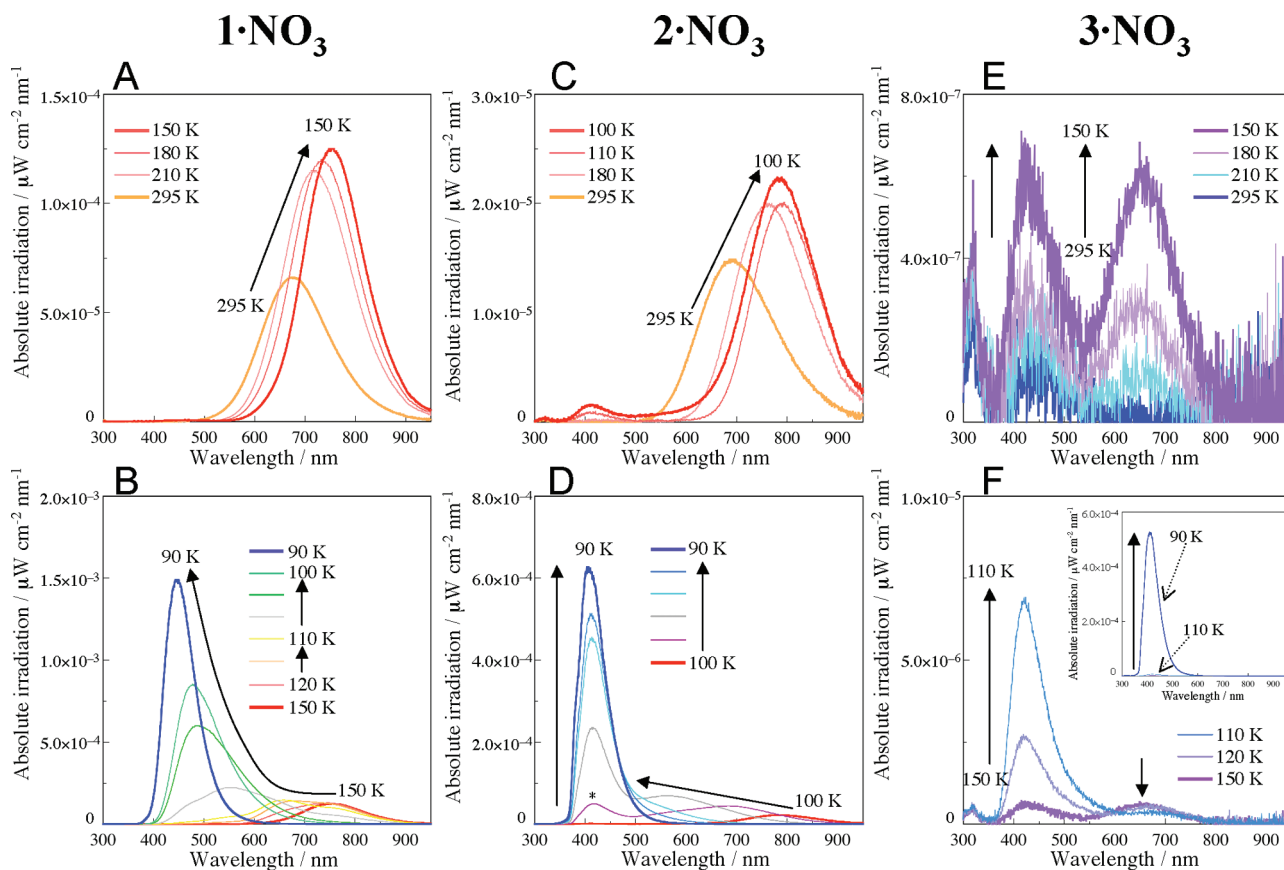 1·NO₃ 2·NO₃ 3·NO₃
A
Absolute irradiation / μW cm⁻² nm⁻¹
1.5×10⁻⁴
1.0×10⁻⁴
5.0×10⁻⁵
0
150 K
180 K
210 K
295 K
150 K
295 K
300 400 500 600 700 800 900
Wavelength / nm
C
Absolute irradiation / μW cm⁻² nm⁻¹
3.0×10⁻⁵
2.0×10⁻⁵
1.0×10⁻⁵
0
100 K
110 K
180 K
295 K
100 K
295 K
300 400 500 600 700 800 900
Wavelength / nm
E
Absolute irradiation / μW cm⁻² nm⁻¹
8.0×10⁻⁷
4.0×10⁻⁷
0
150 K
295 K
150 K
180 K
210 K
295 K
300 400 500 600 700 800 900
Wavelength / nm
B
Absolute irradiation / μW cm⁻² nm⁻¹
2.0×10⁻³
1.5×10⁻³
1.0×10⁻³
5.0×10⁻⁴
0
90 K
90 K
100 K
110 K
120 K
150 K
150 K
300 400 500 600 700 800 900
Wavelength / nm
D
Absolute irradiation / μW cm⁻² nm⁻¹
8.0×10⁻⁴
6.0×10⁻⁴
4.0×10⁻⁴
2.0×10⁻⁴
0
90 K
90 K
100 K
*
100 K
300 400 500 600 700 800 900
Wavelength / nm
F
Absolute irradiation / μW cm⁻² nm⁻¹
1.0×10⁻⁵
5.0×10⁻⁶
0
110 K
150 K
Absolute irradiation / μW cm⁻² nm⁻¹
6.0×10⁻⁴
4.0×10⁻⁴
2.0×10⁻⁴
0
90 K
110 K
300 400 500 600 700 800 900
Wavelength / nm
110 K
120 K
150 K
300 400 500 600 700 800 900
Wavelength / nm